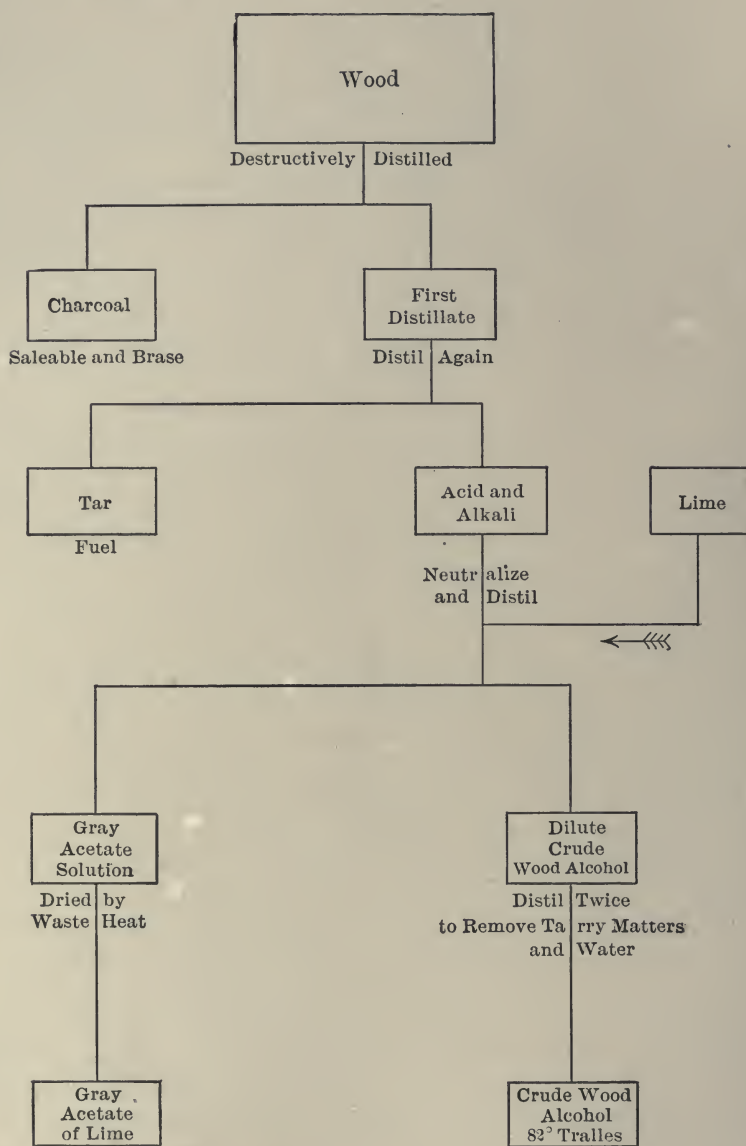 Wood
Destructively Distilled
Charcoal
Saleable and Brase
First
Distillate
Distil Again
Tar
Fuel
Acid and
Alkali
Lime
Neutralize
and Distil
Gray
Acetate
Solution
Dried by
Waste Heat
Dilute
Crude
Wood Alcohol
Distil Twice
to Remove Tarry Matters
and Water
Gray
Acetate
of Lime
Crude Wood
Alcohol
82° Tralles